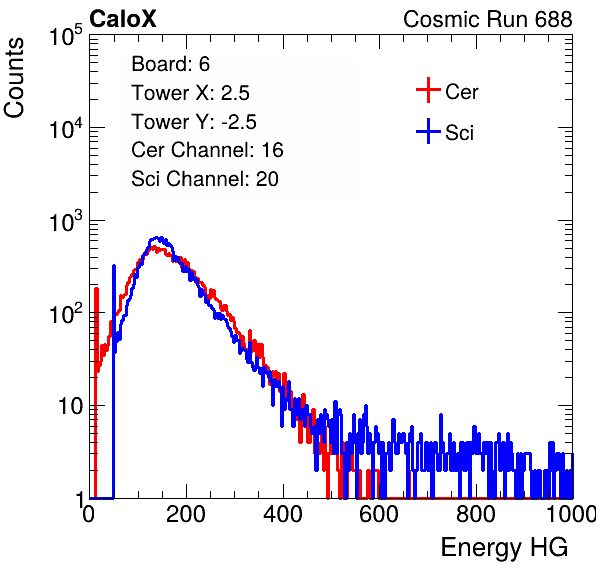 CaloX Cosmic Run 688
Counts
10^5
10^4
10^3
10^2
10
1
Board: 6
Tower X: 2.5
Tower Y: -2.5
Cer Channel: 16
Sci Channel: 20
Cer
Sci
0 200 400 600 800 1000
Energy HG